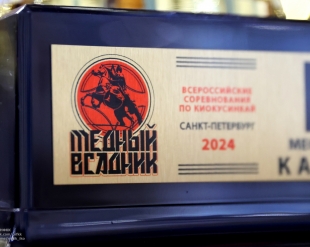 МЕДНЫЙ
ВСАДНИК
ВСЕРОССИЙСКИЕ
СОРЕВНОВАНИЯ
ПО КИОКУСИНКАЙ
САНКТ-ПЕТЕРБУРГ
2024